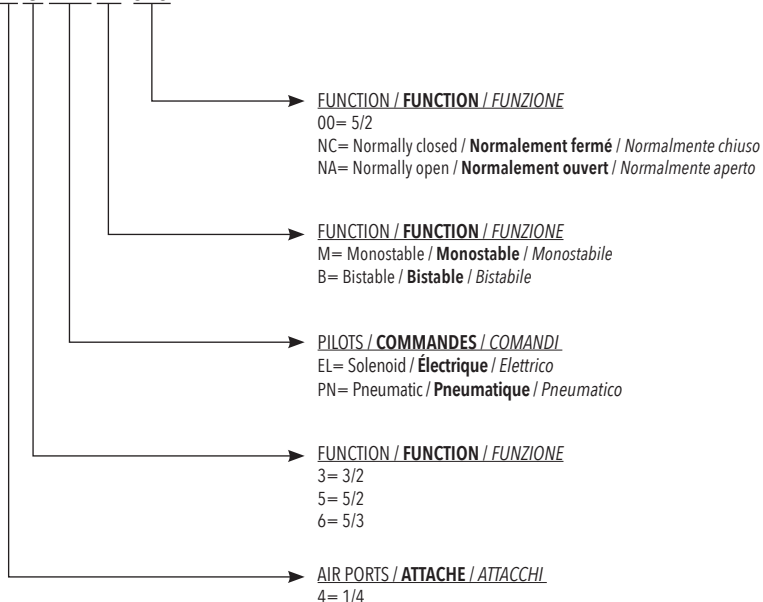 FUNCTION / FUNCTION / FUNZIONE
00= 5/2
NC= Normally closed / Normalement fermé / Normalmente chiuso
NA= Normally open / Normalement ouvert / Normalmente aperto
FUNCTION / FUNCTION / FUNZIONE
M= Monostable / Monostable / Monostabile
B= Bistable / Bistable / Bistabile
PILOTS / COMMANDES / COMANDI
EL= Solenoid / Électrique / Elettrico
PN= Pneumatic / Pneumatique / Pneumatico
FUNCTION / FUNCTION / FUNZIONE
3= 3/2
5= 5/2
6= 5/3
AIR PORTS / ATTACHE / ATTACCHI
4= 1/4